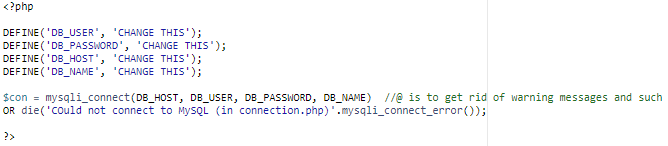 <?php
DEFINE('DB_USER', 'CHANGE THIS');
DEFINE('DB_PASSWORD', 'CHANGE THIS');
DEFINE('DB_HOST', 'CHANGE THIS');
DEFINE('DB_NAME', 'CHANGE THIS');
$con = mysqli_connect(DB_HOST, DB_USER, DB_PASSWORD, DB_NAME)  //@ is to get rid of warning messages and such
OR die('COuld not connect to MySQL (in connection.php)'.mysqli_connect_error());
?>